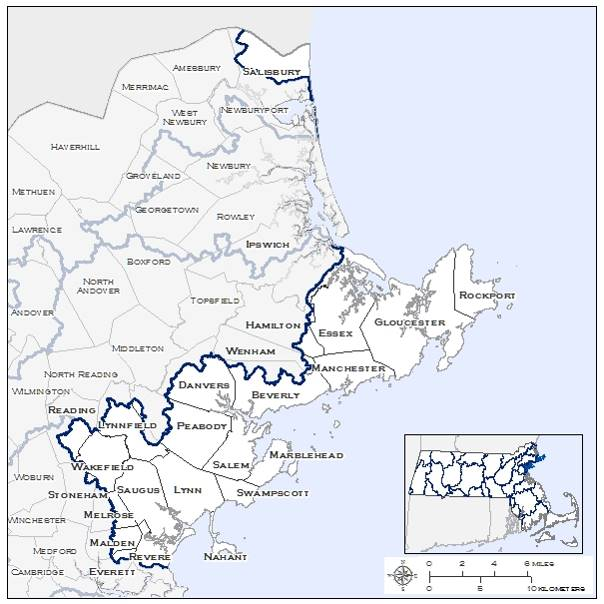 Salisbury
Amesbury
Merrimac
West
Newbury
Newburyport
Haverhill
Newbury
Groveland
Methuen
Georgetown
Rowley
Lawrence
Ipswich
Boxford
North
Andover
Rockport
Topsfield
Andover
Gloucester
Hamilton
Essex
Middleton
Wenham
Manchester
North Reading
Danvers
Wilmington
Beverly
Reading
Lynnfield
Peabody
Marblehead
Wakefield
Salem
Woburn
Saugus
Lynn
Swampscott
Stoneham
Melrose
Winchester
Malden
Medford
Revere
Nahant
Cambridge
Everett
0 2 4 6 Miles
0 5 10 Kilometers